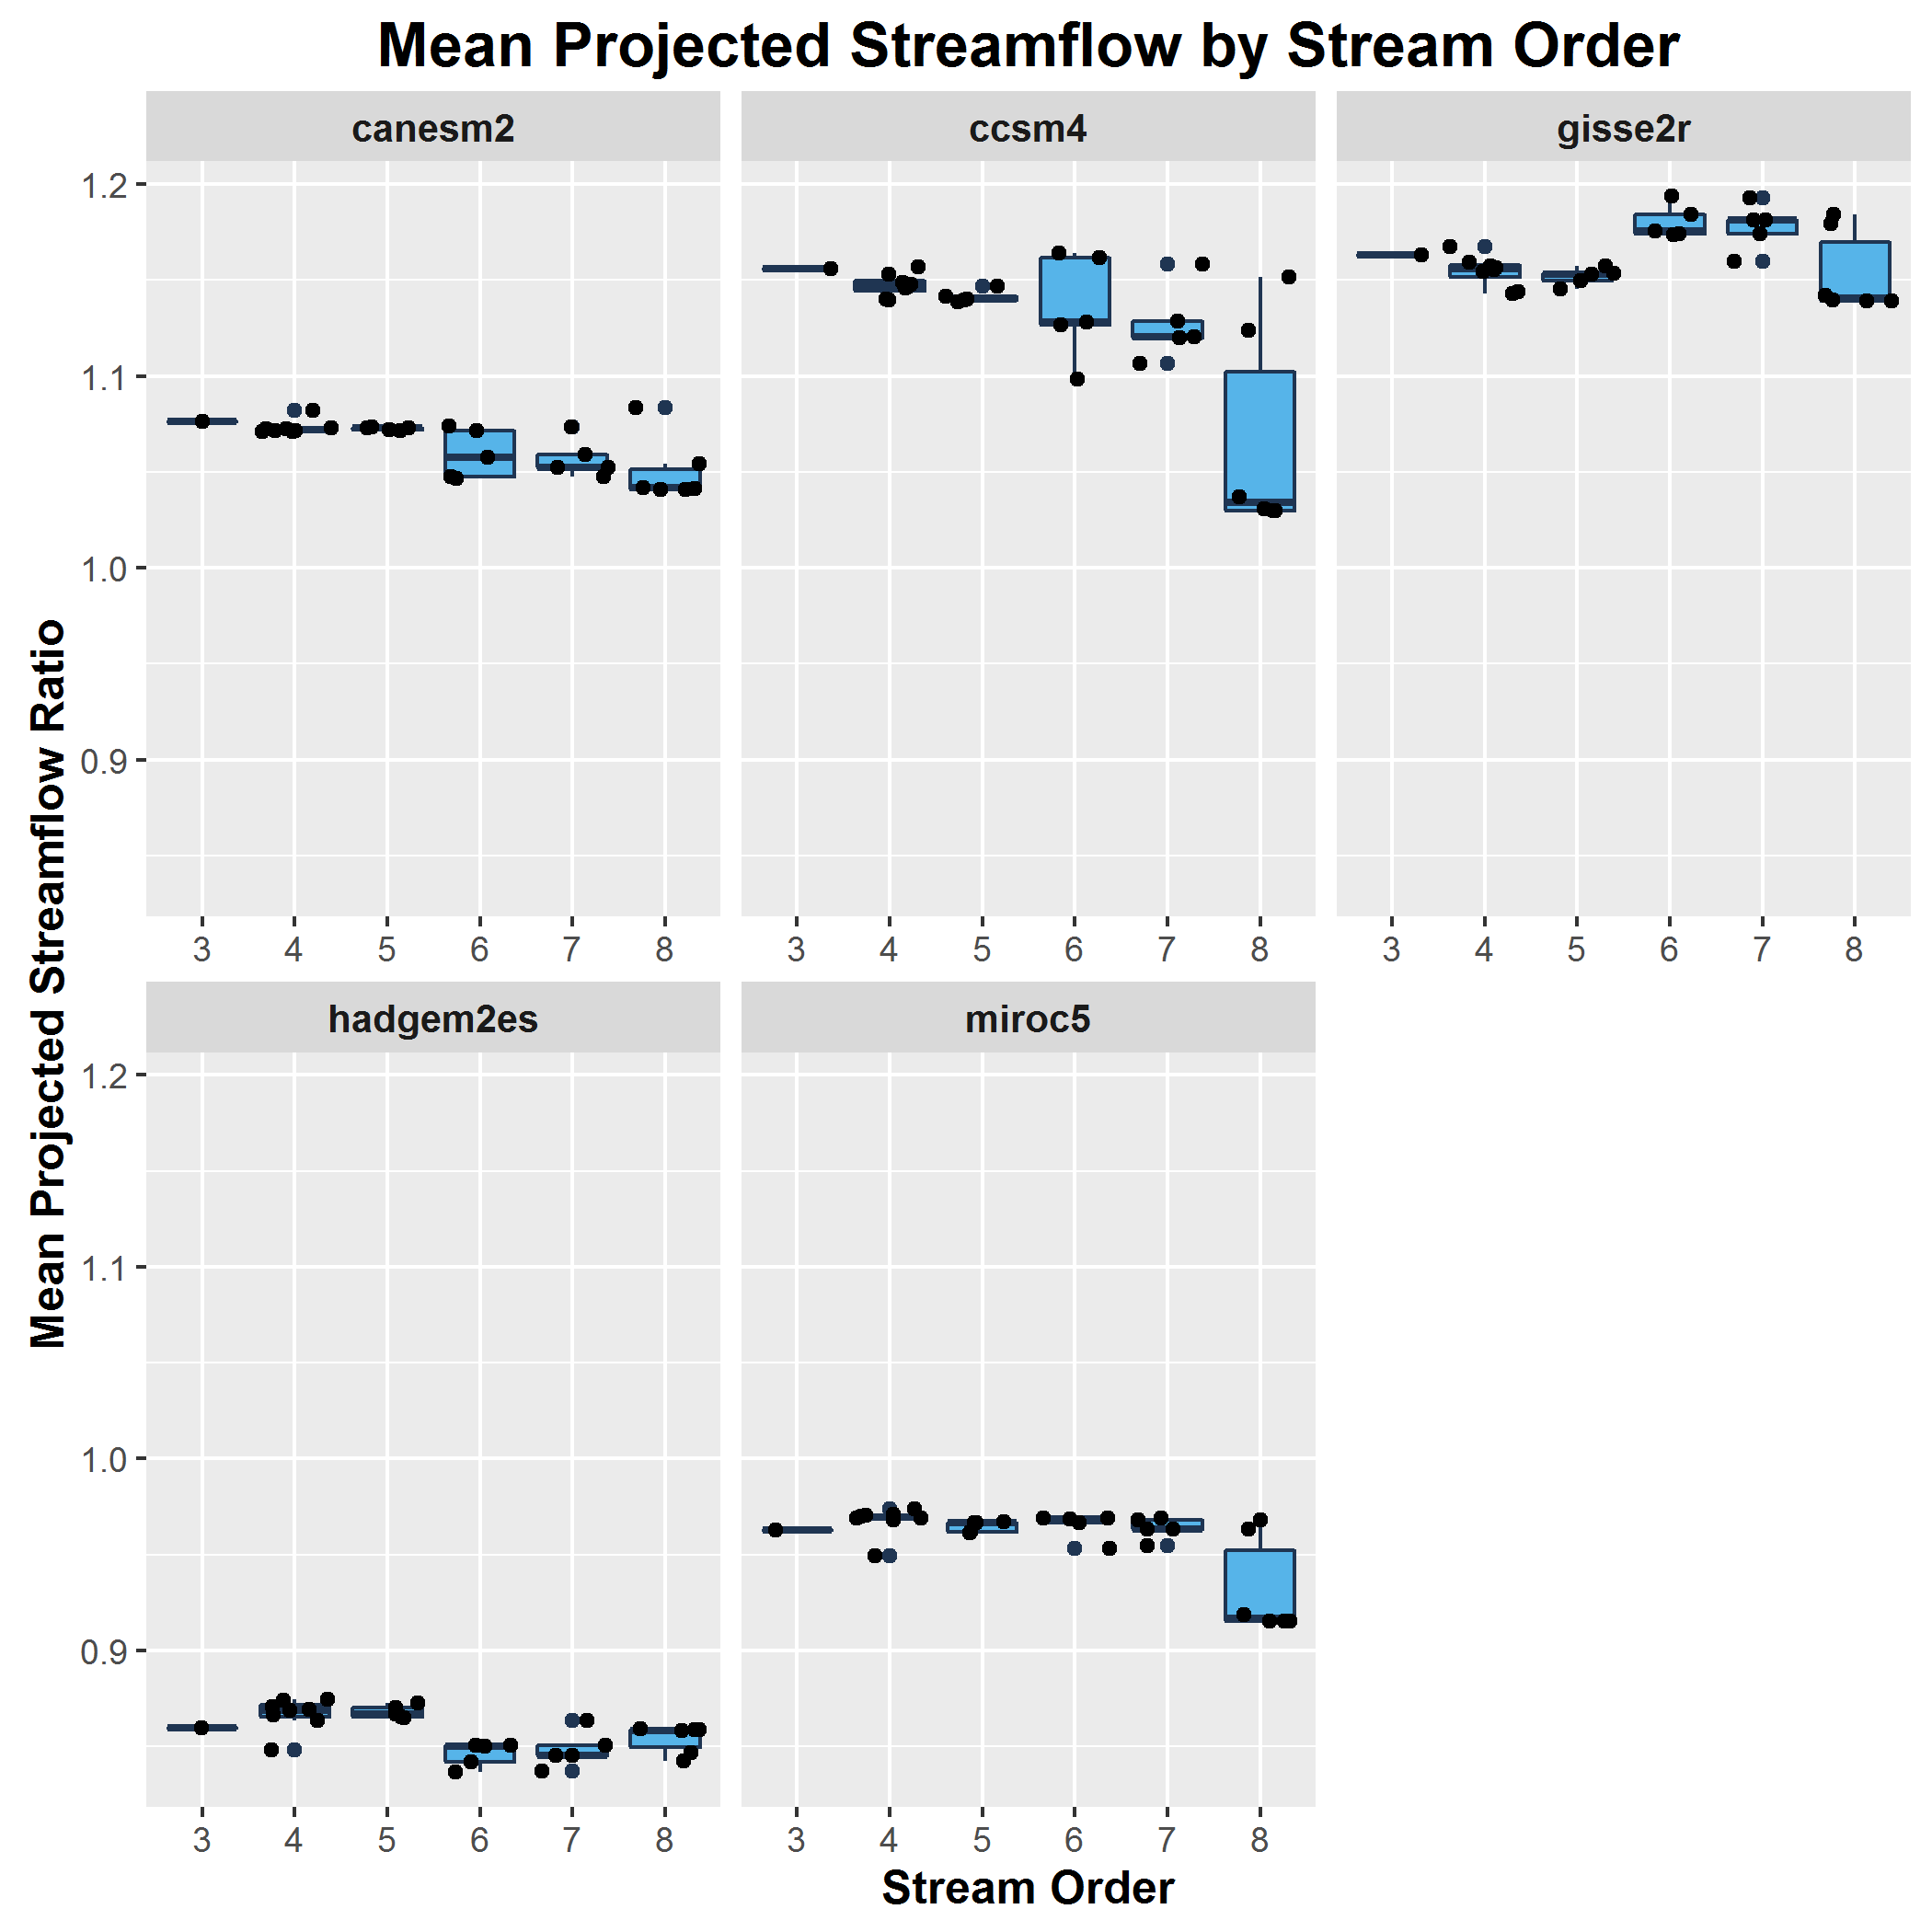 Mean Projected Streamflow by Stream Order
canesm2
ccsm4
gisse2r
1.2
1.1
1.0
0.9
3 4 5 6 7 8
3 4 5 6 7 8
3 4 5 6 7 8
Mean Projected Streamflow Ratio
hadgem2es
miroc5
1.2
1.1
1.0
0.9
3 4 5 6 7 8
3 4 5 6 7 8
Stream Order